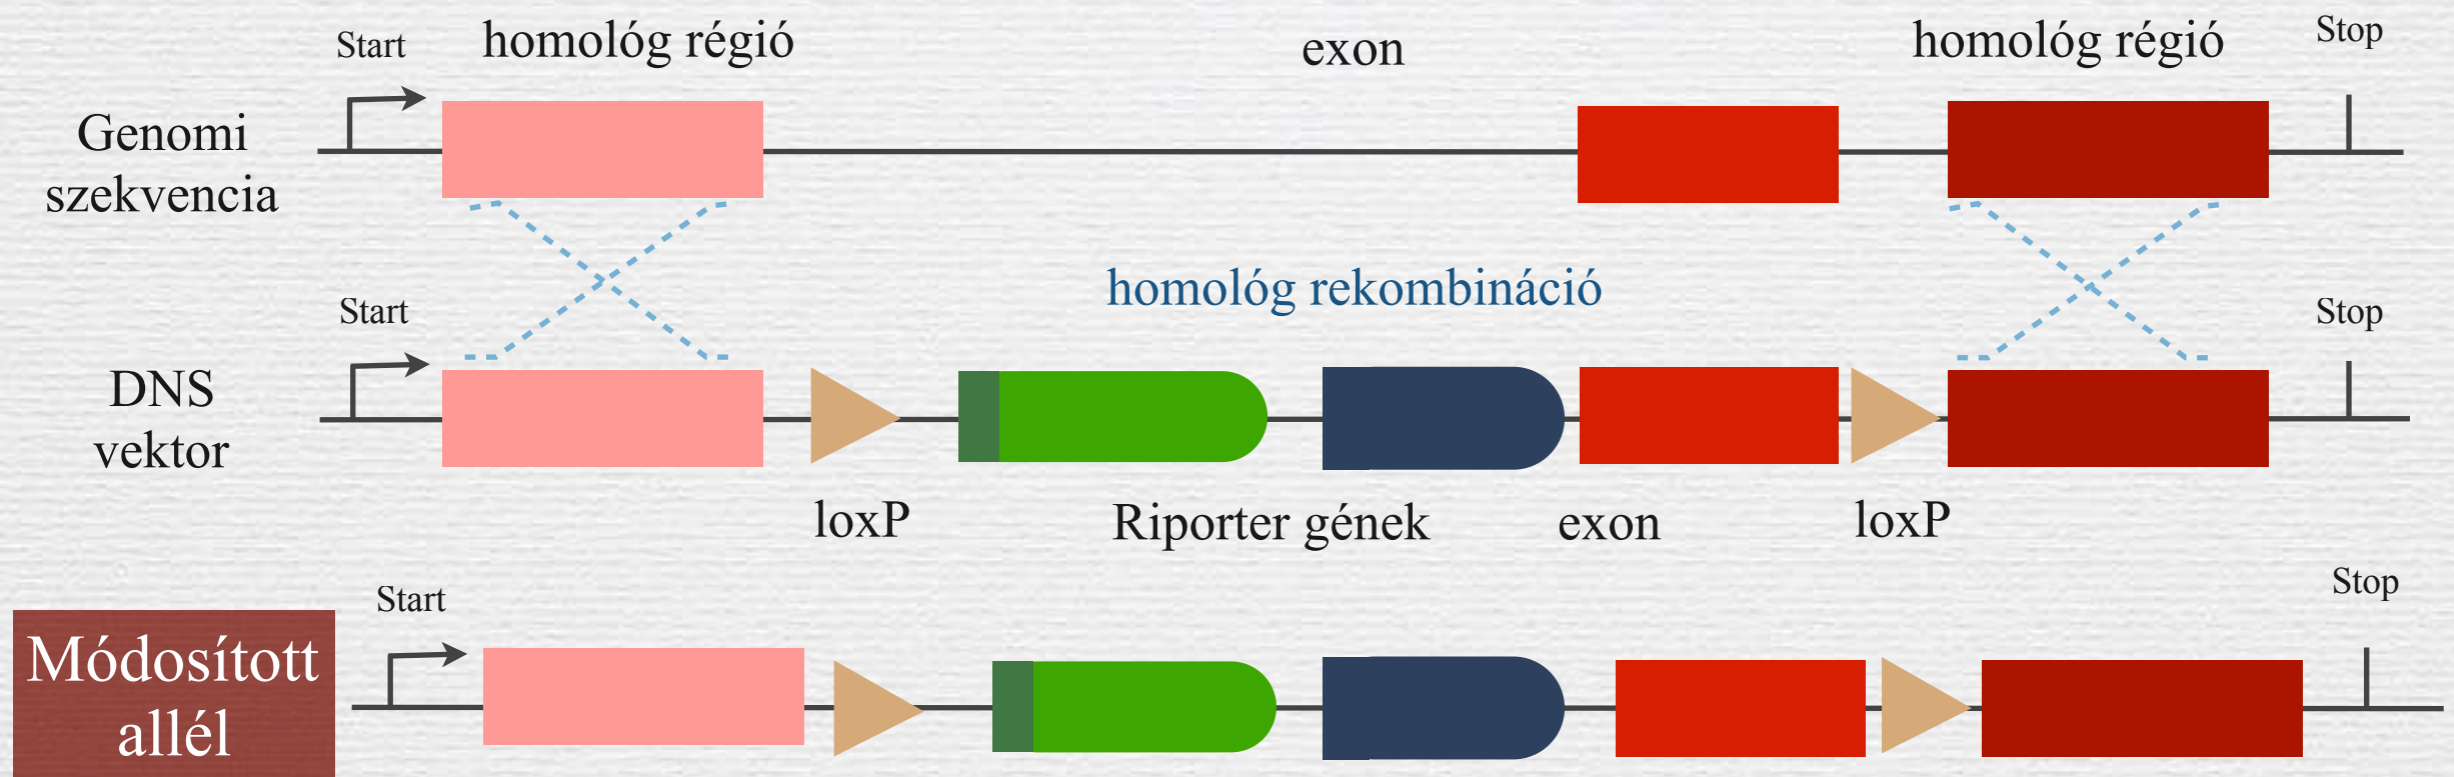 Start
homológ régió
exon
homológ régió
Stop
Genomi
szekvencia
homológ rekombináció
Start
Stop
DNS
vektor
loxP
Riporter gének
exon
loxP
Start
Stop
Módosított
allél